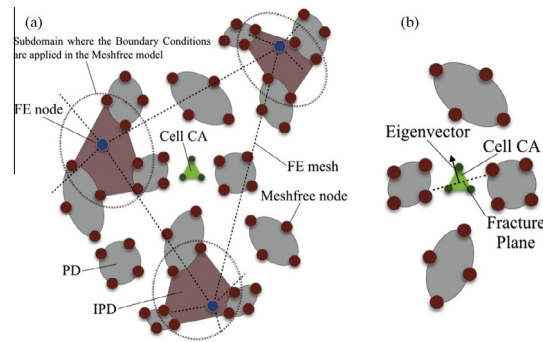 (a)
(b)
Subdomain where the Boundary Conditions
are applied in the Meshfree model
FE node
Cell CA
FE mesh
Meshfree node
PD
IPD
Eigenvector
Cell CA
Fracture
Plane